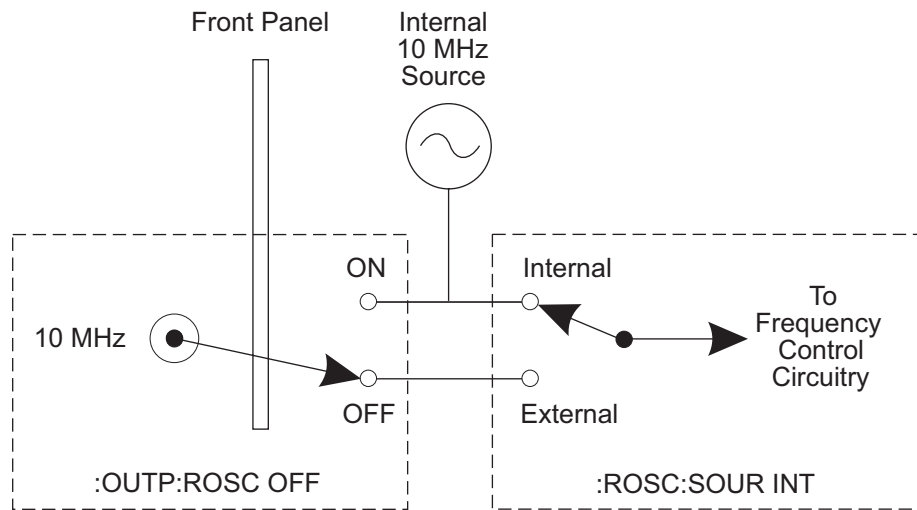 Front Panel
Internal
10 MHz
Source
ON
Internal
10 MHz
To
Frequency
Control
Circuitry
OFF
External
:OUTP:ROSC OFF
:ROSC:SOUR INT